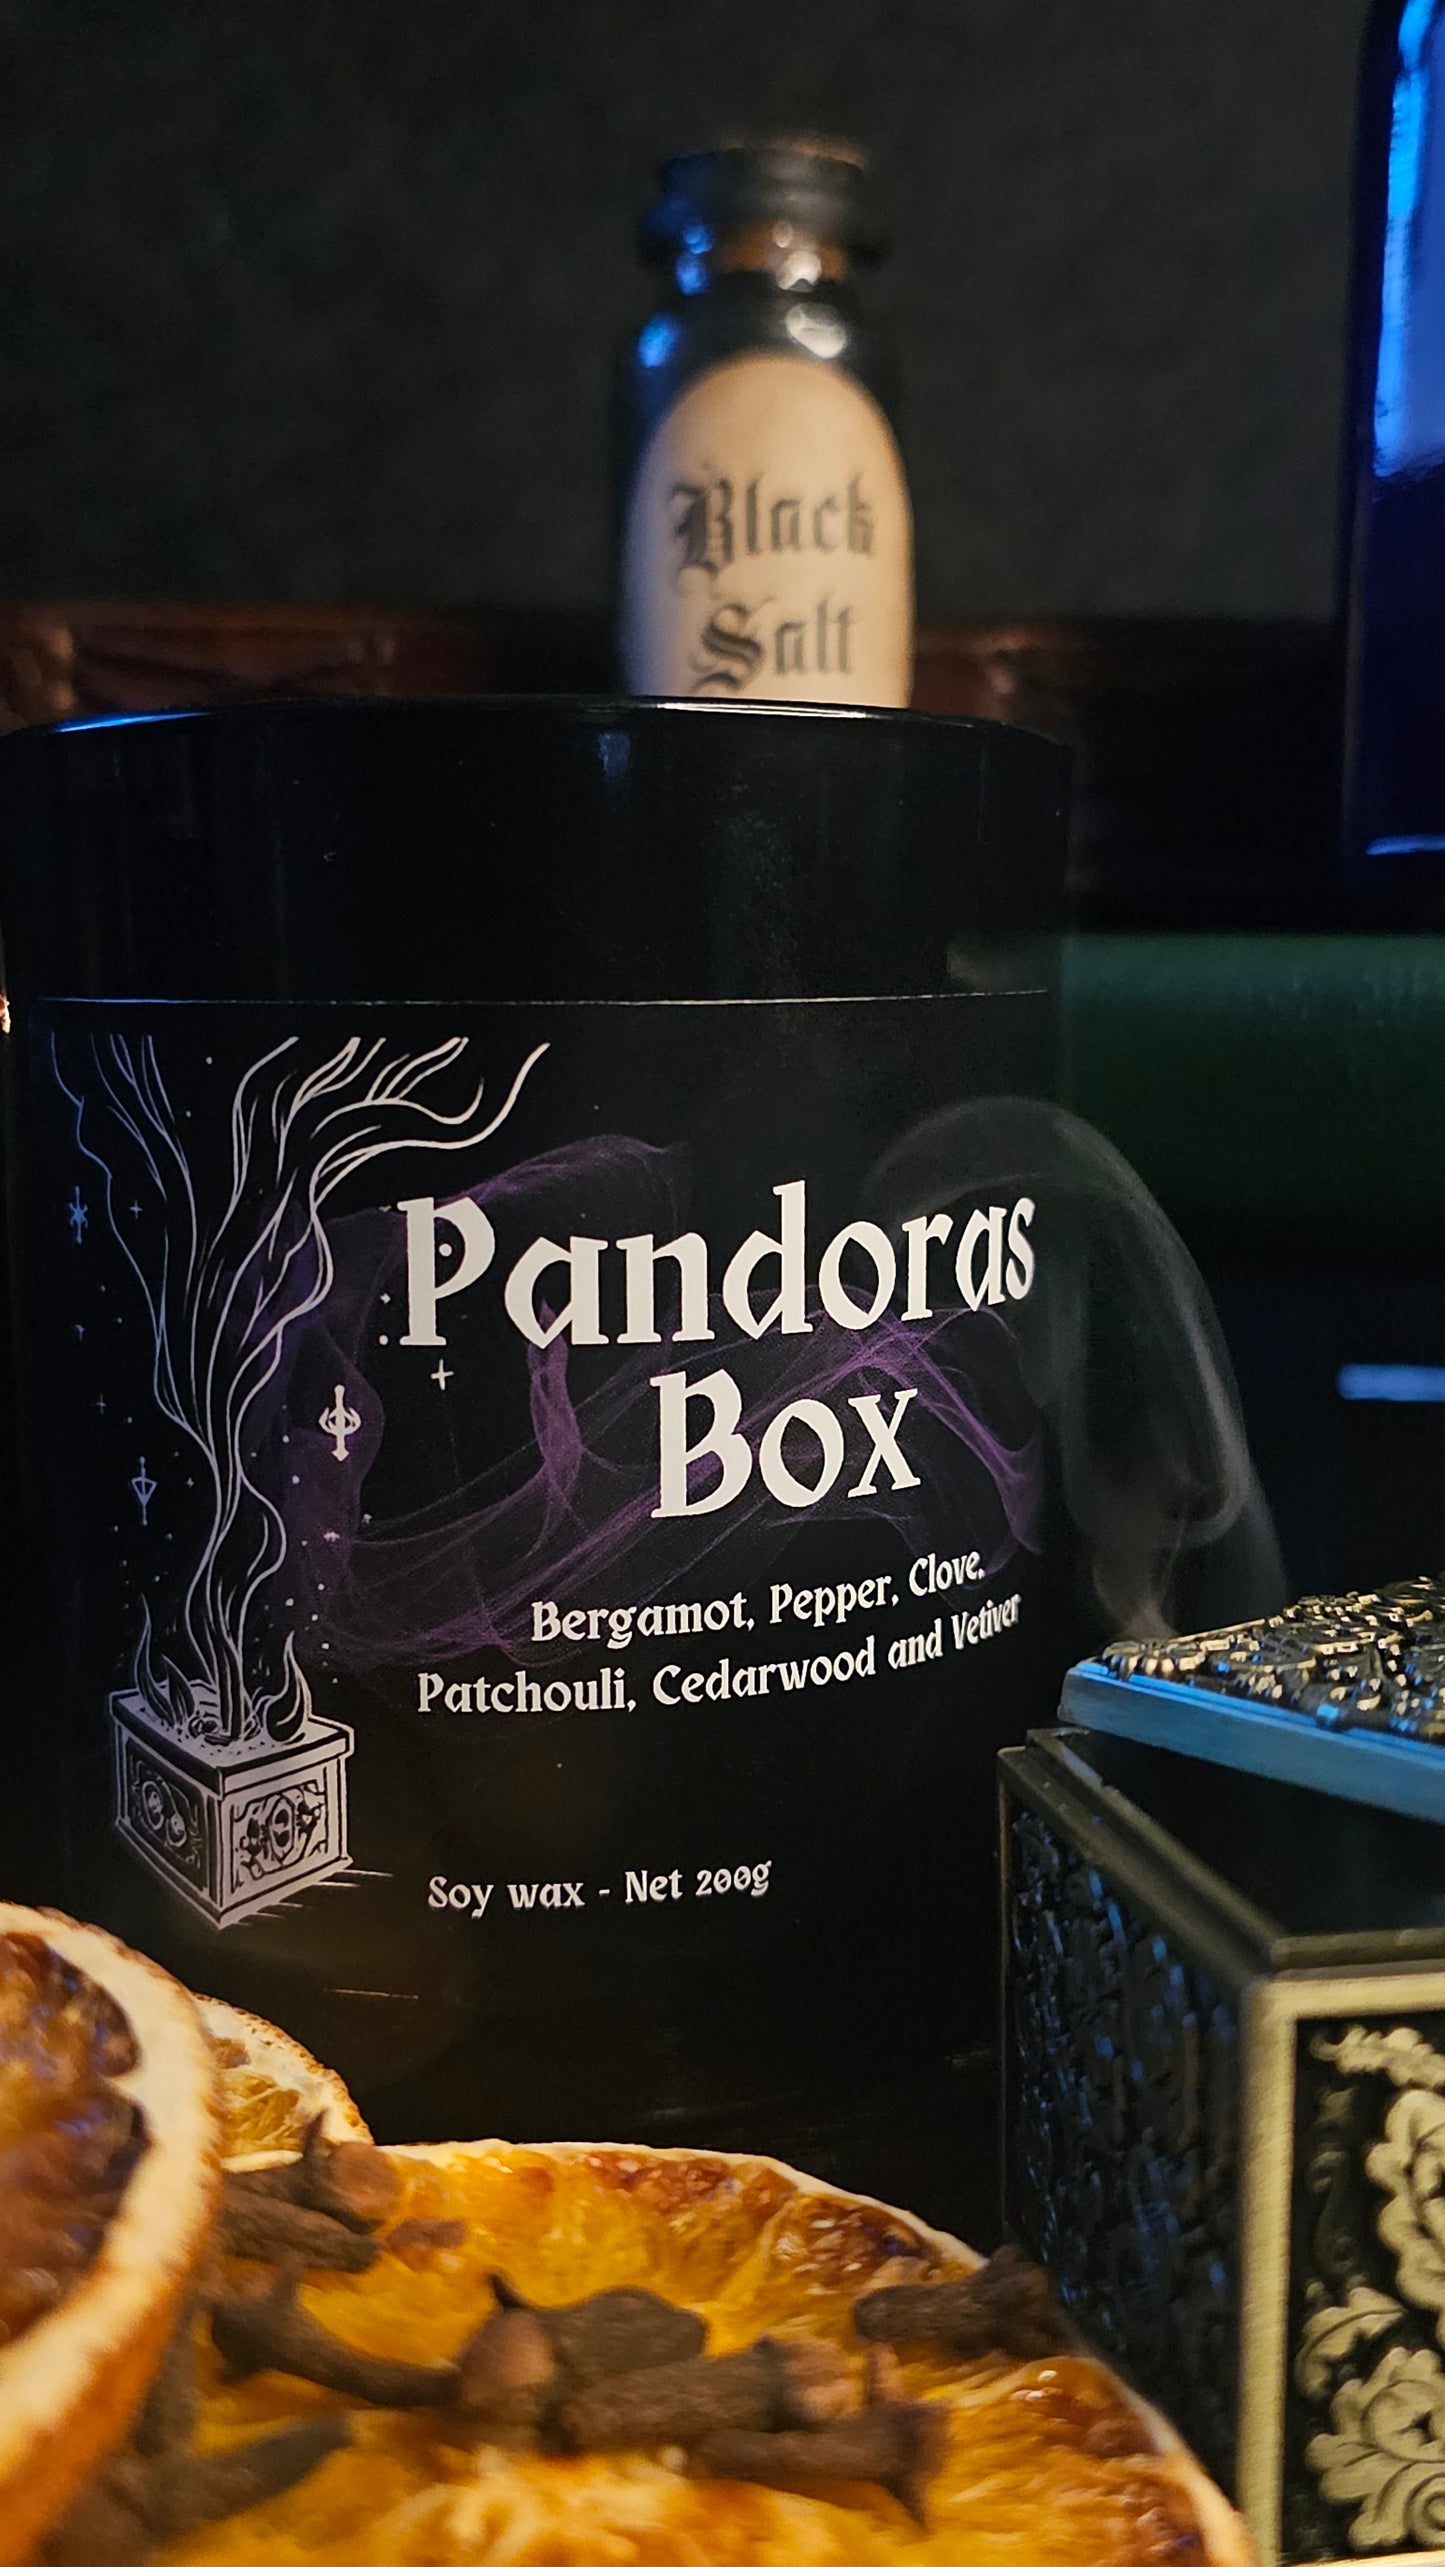 Black
Salt
Pandoras
Box
Bergamot, Pepper, Clove,
Patchouli, Cedarwood and Vetiver
Soy wax - Net 200g